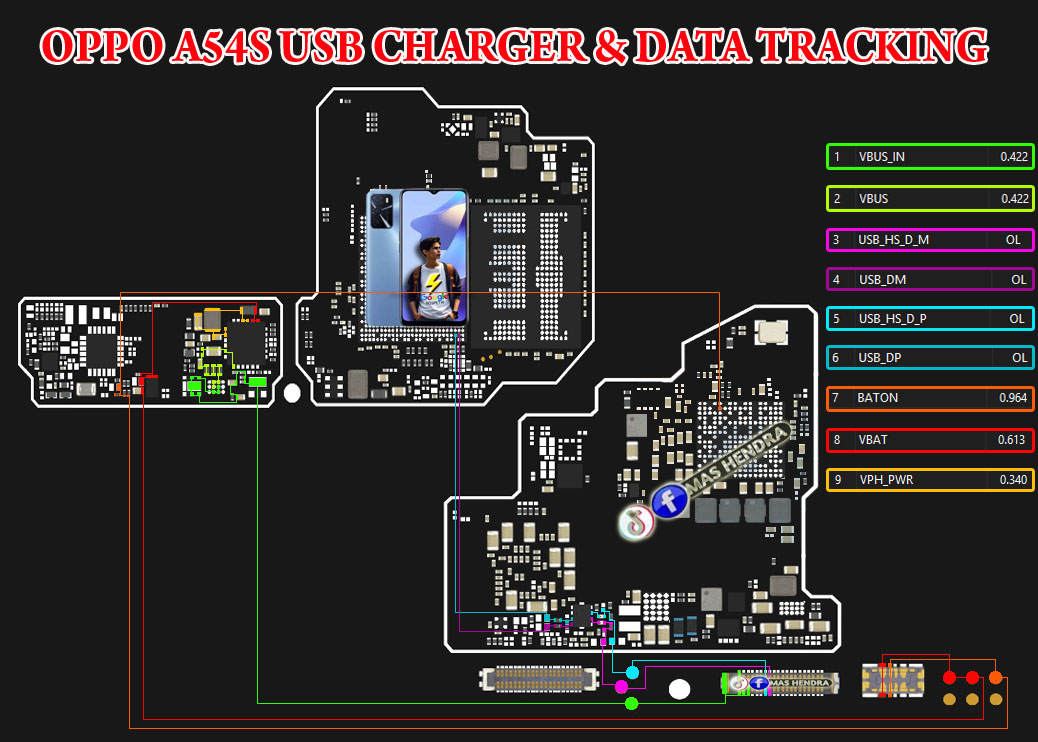 OPPO A54S USB CHARGER & DATA TRACKING
1 VBUS_IN 0.422
2 VBUS 0.422
3 USB_HS_D_M OL
4 USB_DM OL
5 USB_HS_D_P OL
6 USB_DP OL
7 BATON 0.964
8 VBAT 0.613
9 VPH_PWR 0.340
Google
MAS HENDRA
MAS HENDRA